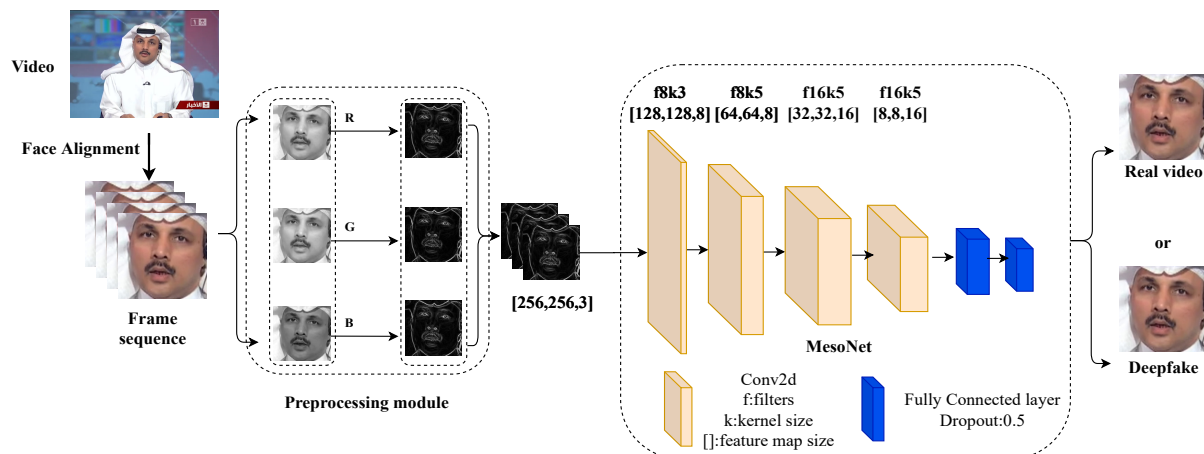 Video
الأخبار
Face Alignment
Frame
sequence
R
G
B
Preprocessing module
[256,256,3]
f8k3
[128,128,8]
f8k5
[64,64,8]
f16k5
[32,32,16]
f16k5
[8,8,16]
MesoNet
Conv2d
f:filters
k:kernel size
[]:feature map size
Fully Connected layer
Dropout:0.5
Real video
or
Deepfake